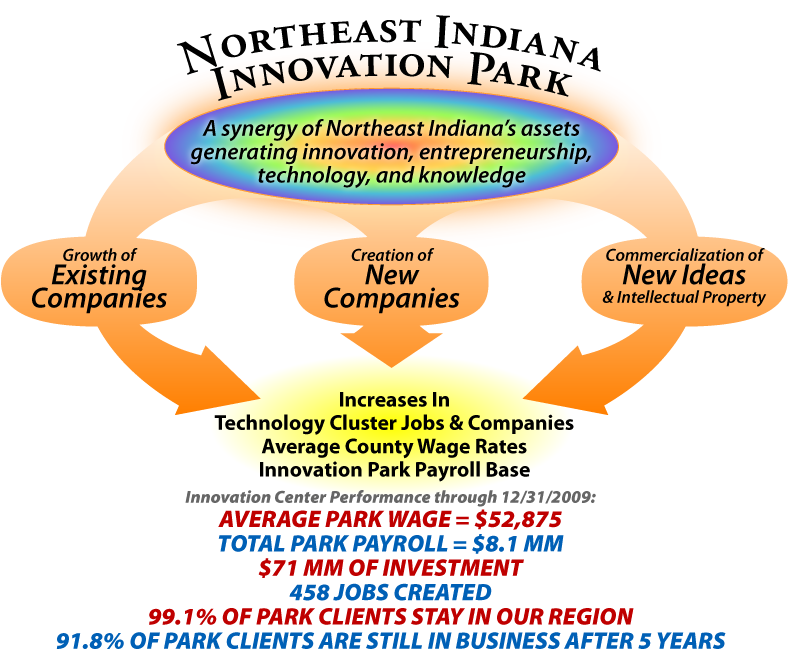 NORTHEAST INDIANA
INNOVATION PARK
A synergy of Northeast Indiana's assets
generating innovation, entrepreneurship,
technology, and knowledge
Growth of
Existing
Companies
Creation of
New
Companies
Commercialization of
New Ideas
& Intellectual Property
Increases In
Technology Cluster Jobs & Companies
Average County Wage Rates
Innovation Park Payroll Base
Innovation Center Performance through 12/31/2009:
AVERAGE PARK WAGE = $52,875
TOTAL PARK PAYROLL = $8.1 MM
$71 MM OF INVESTMENT
458 JOBS CREATED
99.1% OF PARK CLIENTS STAY IN OUR REGION
91.8% OF PARK CLIENTS ARE STILL IN BUSINESS AFTER 5 YEARS